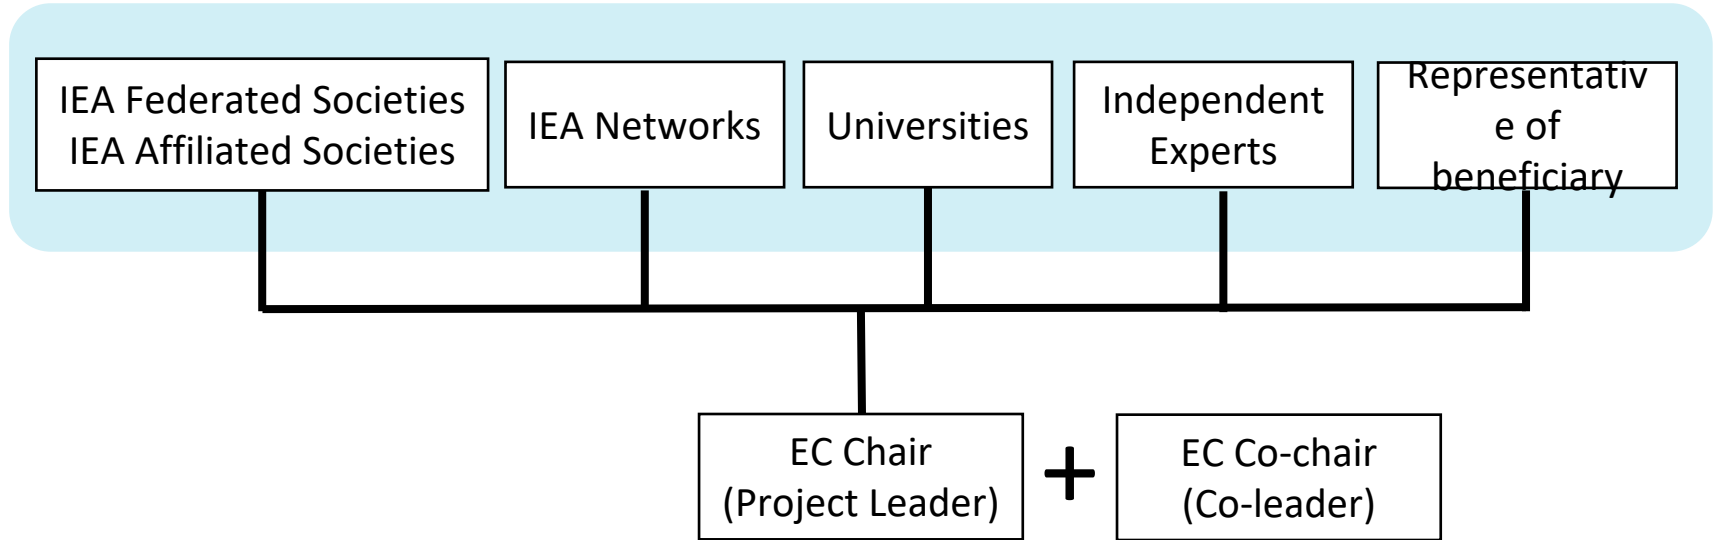 IEA Federated Societies
IEA Affiliated Societies
IEA Networks
Universities
Independent
Experts
Representativ
e of
beneficiary
EC Chair
(Project Leader)
+
EC Co-chair
(Co-leader)